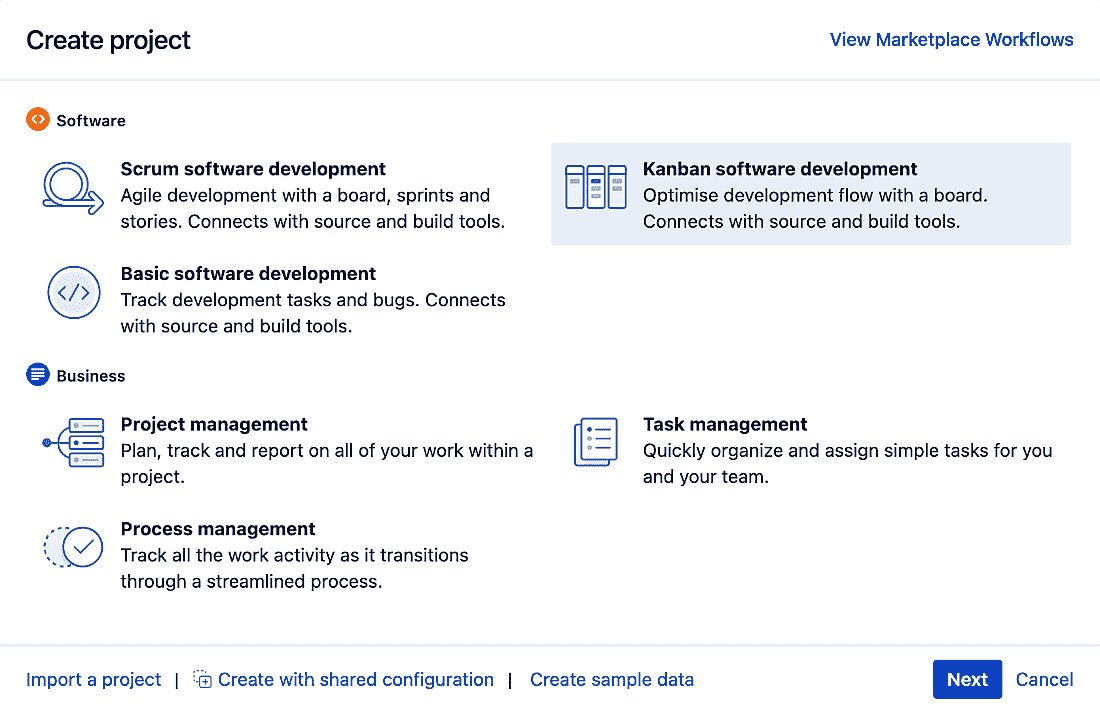 Create project
View Marketplace Workflows
Software
Scrum software development
Agile development with a board, sprints and
stories. Connects with source and build tools.
Kanban software development
Optimise development flow with a board.
Connects with source and build tools.
Basic software development
Track development tasks and bugs. Connects
with source and build tools.
Business
Project management
Plan, track and report on all of your work within a
project.
Task management
Quickly organize and assign simple tasks for you
and your team.
Process management
Track all the work activity as it transitions
through a streamlined process.
Import a project | Create with shared configuration | Create sample data
Next Cancel